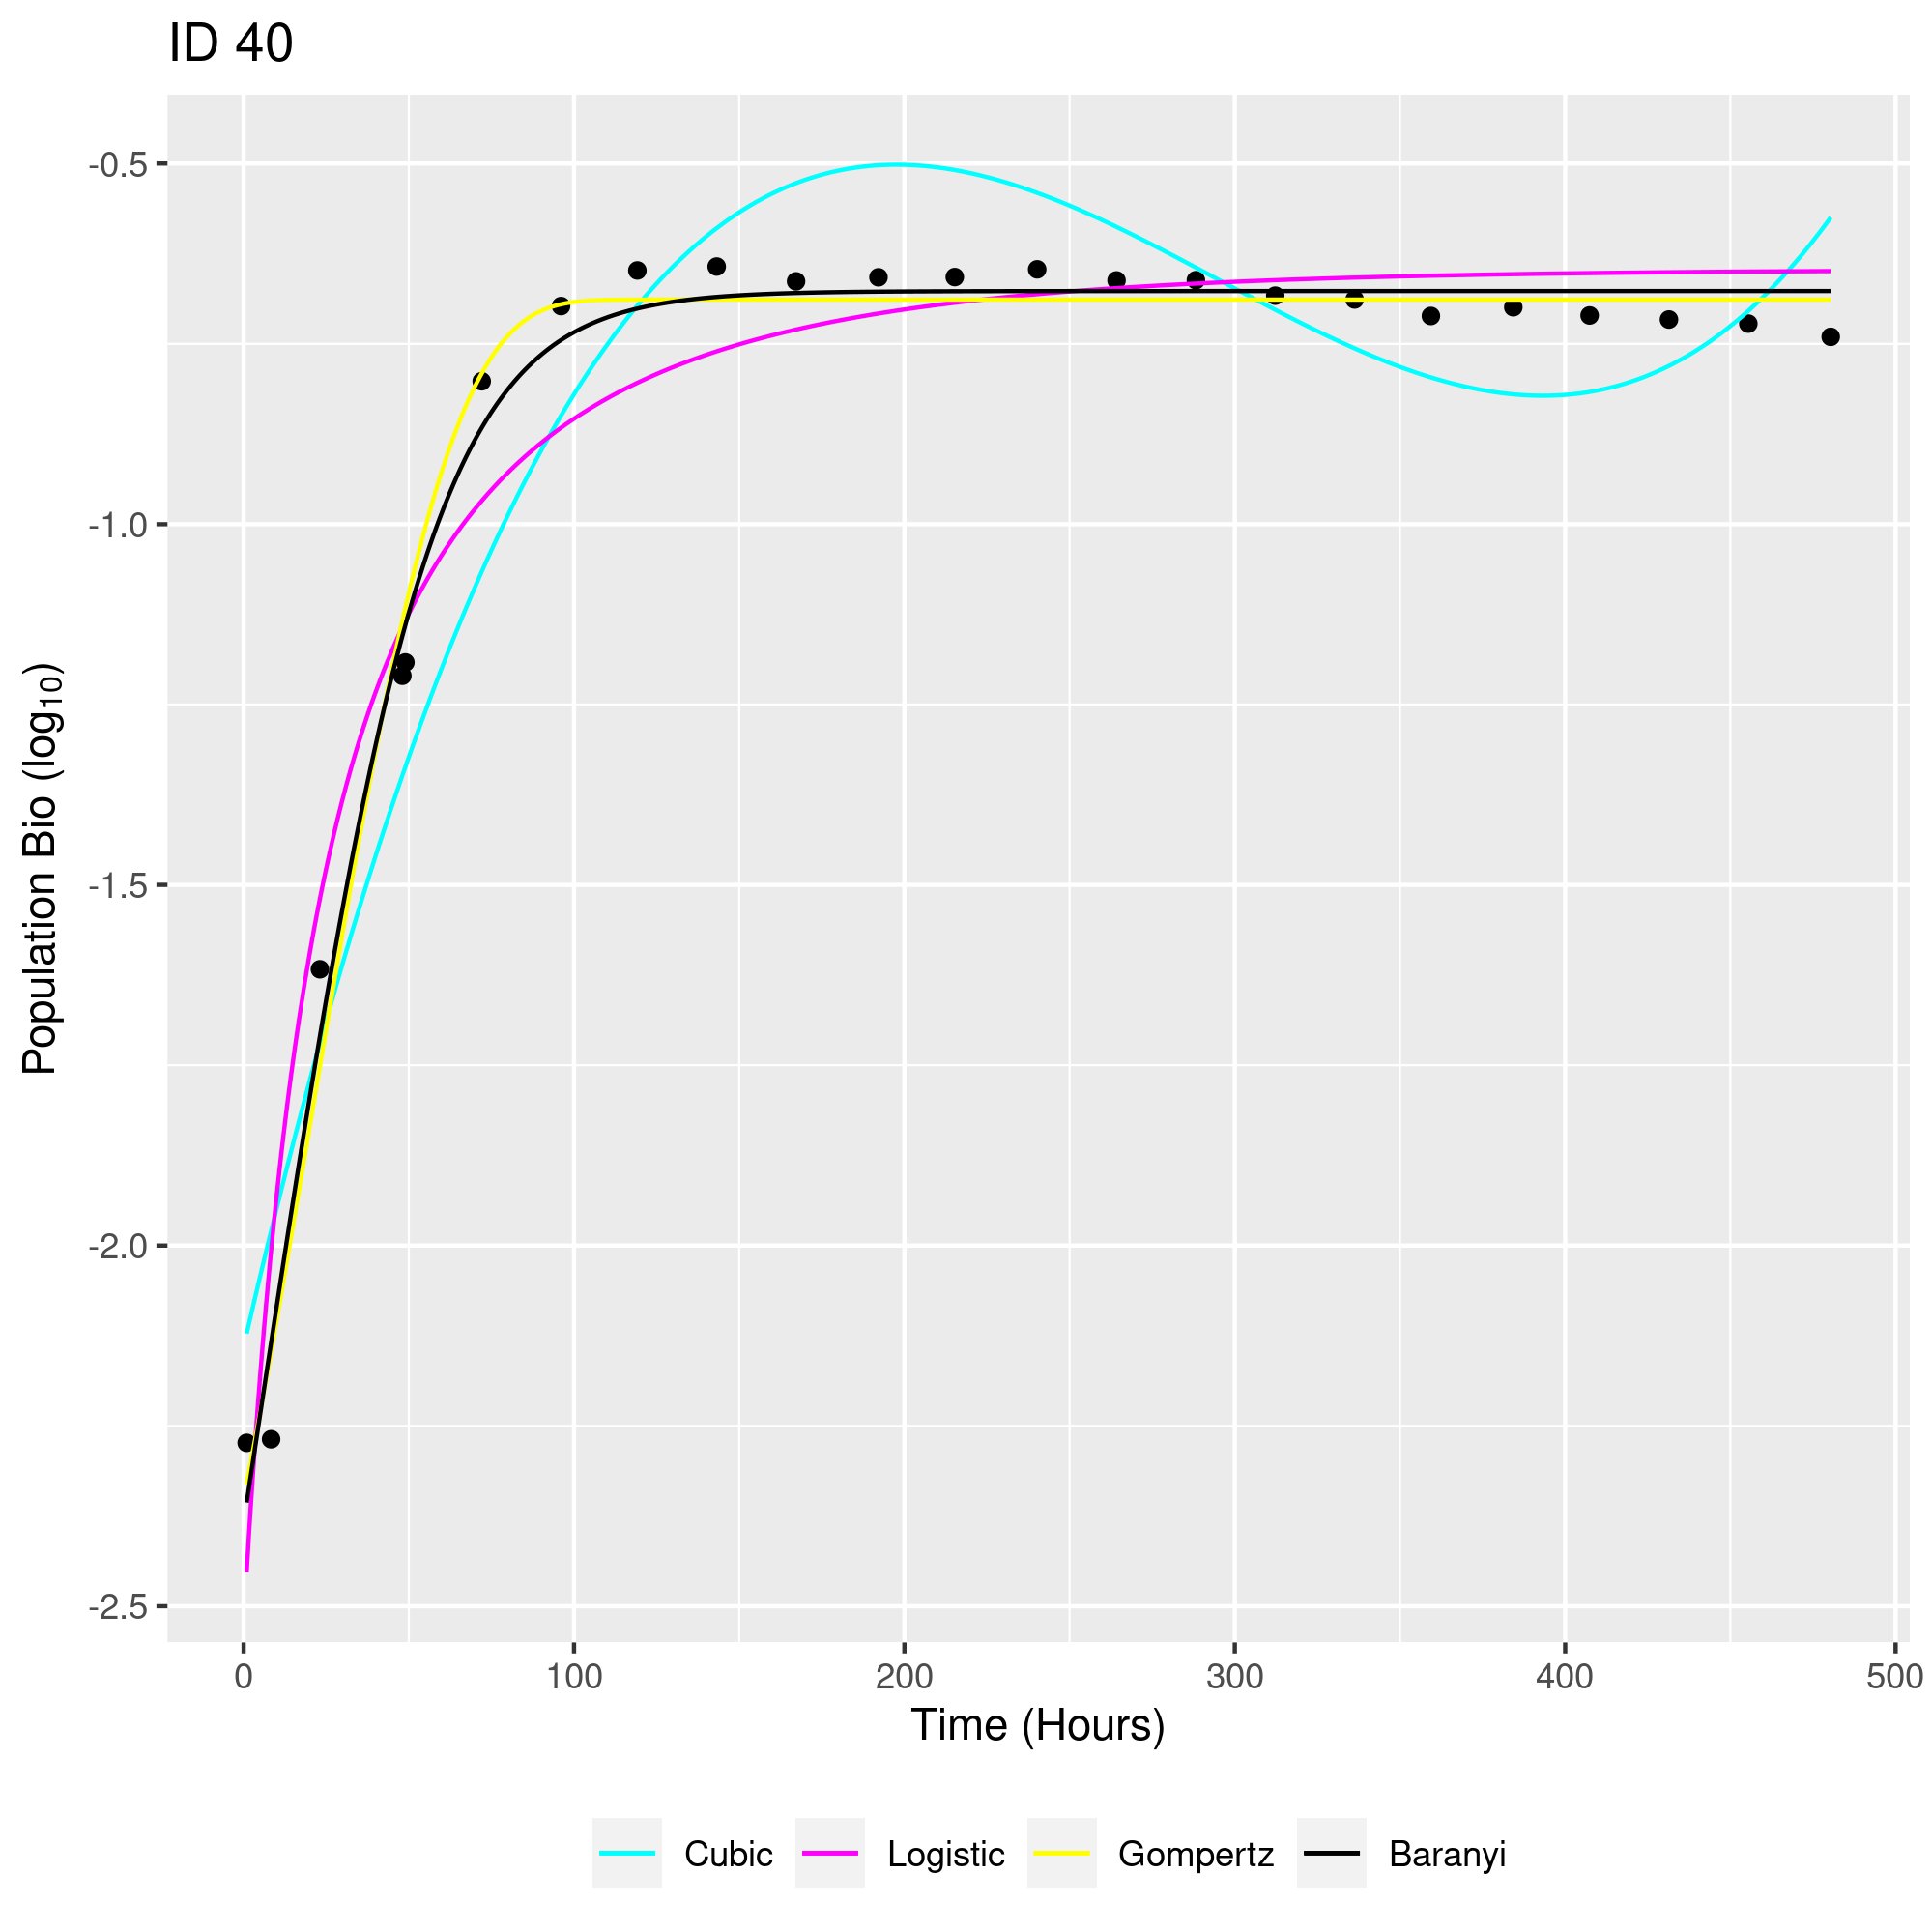 ID 40
-0.5
-1.0
-1.5
-2.0
-2.5
Population Bio (log₁₀)
0 100 200 300 400 500
Time (Hours)
Cubic Logistic Gompertz Baranyi